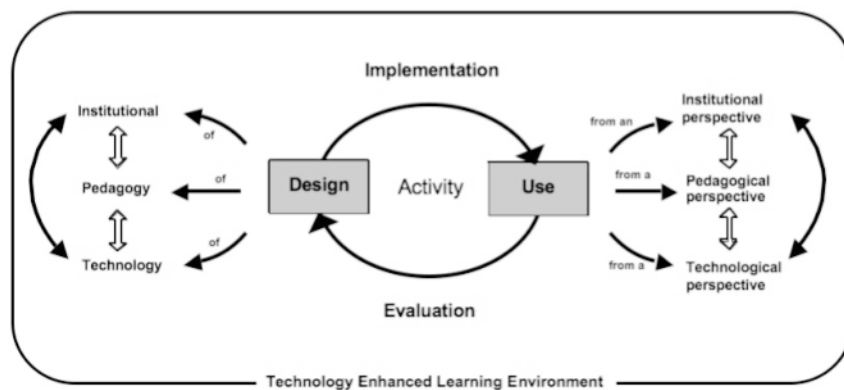 Implementation
Institutional
of
Pedagogy
of
Technology
of
Design
Activity
Use
from an
Institutional
perspective
from a
Pedagogical
perspective
from a
Technological
perspective
Evaluation
Technology Enhanced Learning Environment